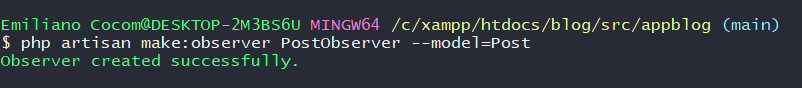 Emiliano Cocom@DESKTOP-2M3BS6U MINGW64 /c/xampp/htdocs/blog/src/appblog (main)
$ php artisan make:observer PostObserver --model=Post
Observer created successfully.